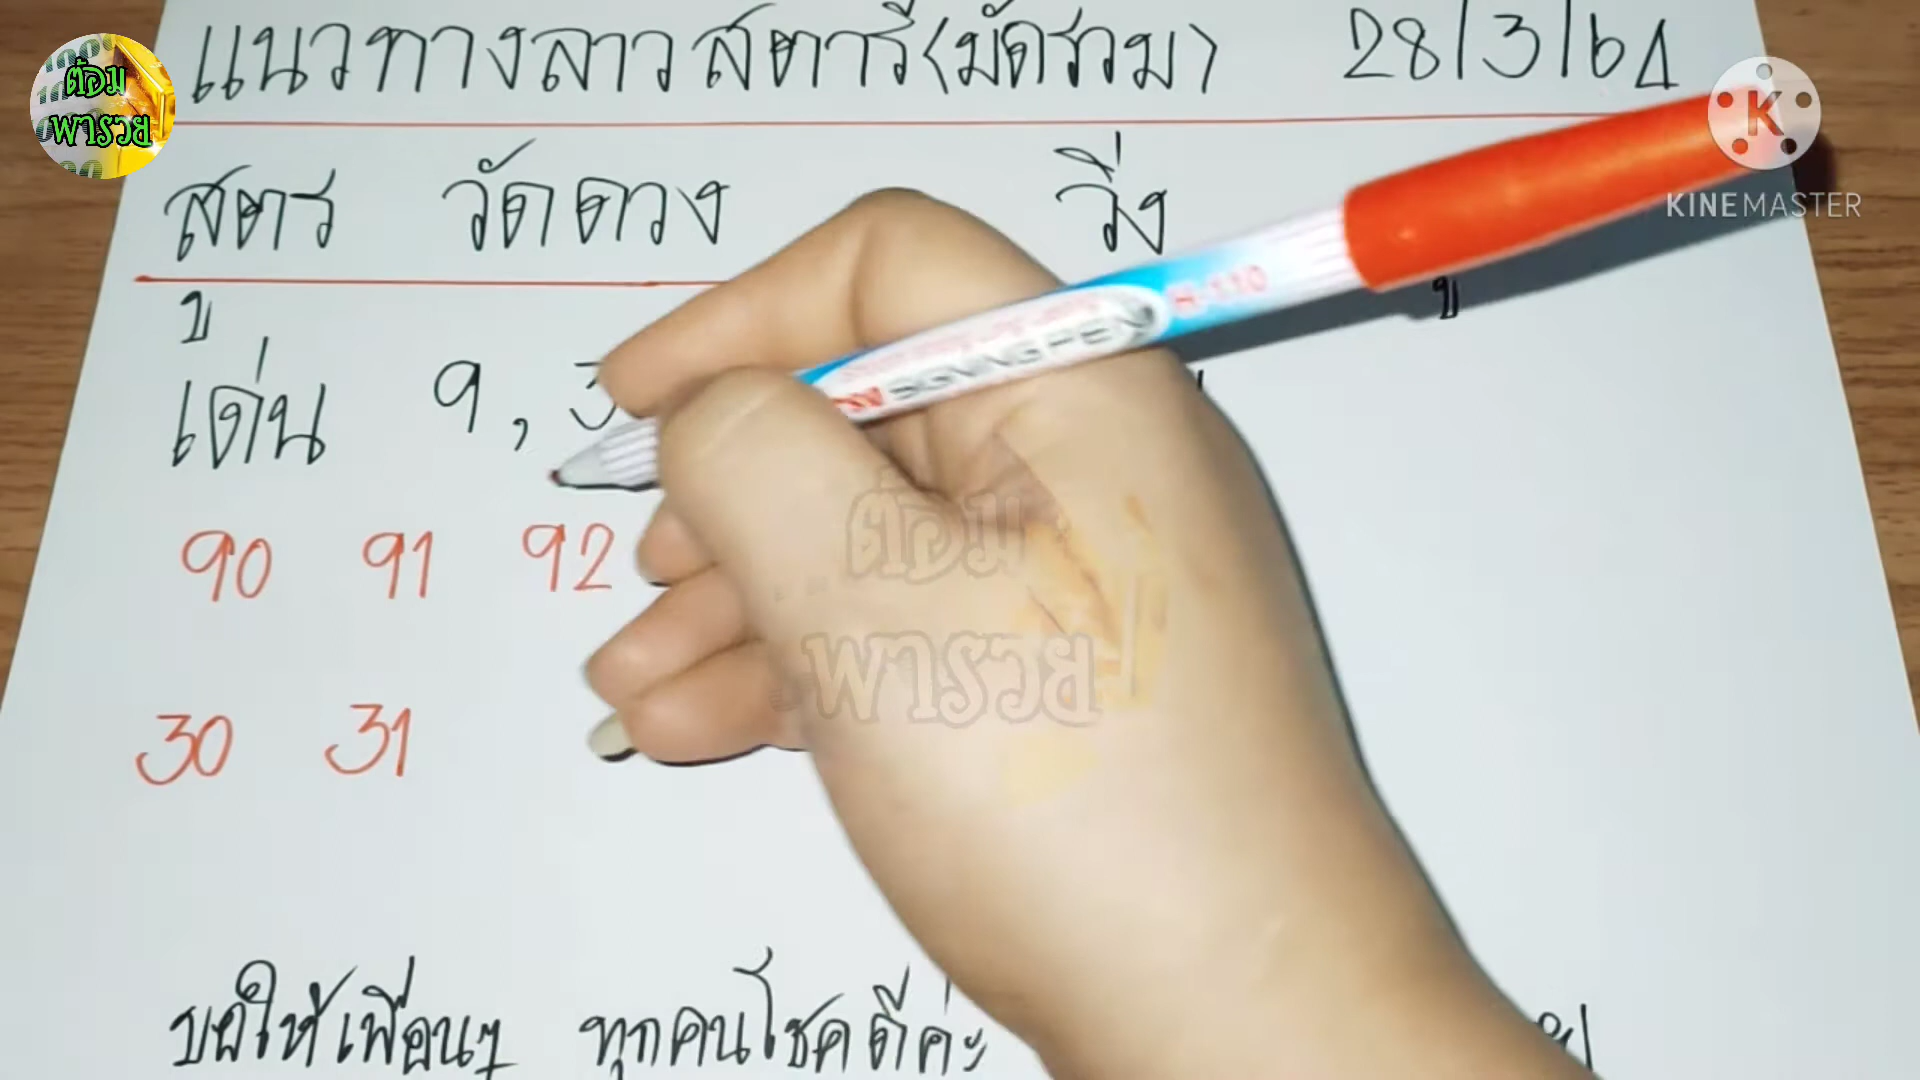 แนวทางลาวสตาร์(มัดรวม) 28/3/64
ต้อม
พารวย
KINEMASTER
สตร วัดดวง วิ่ง
บ
เด่น 9,3
SIGNING PEN H-110
90 91 92
ต้อม
พารวย
30 31
ขอให้เพื่อนๆ ทุกคนโชคดีค่ะ